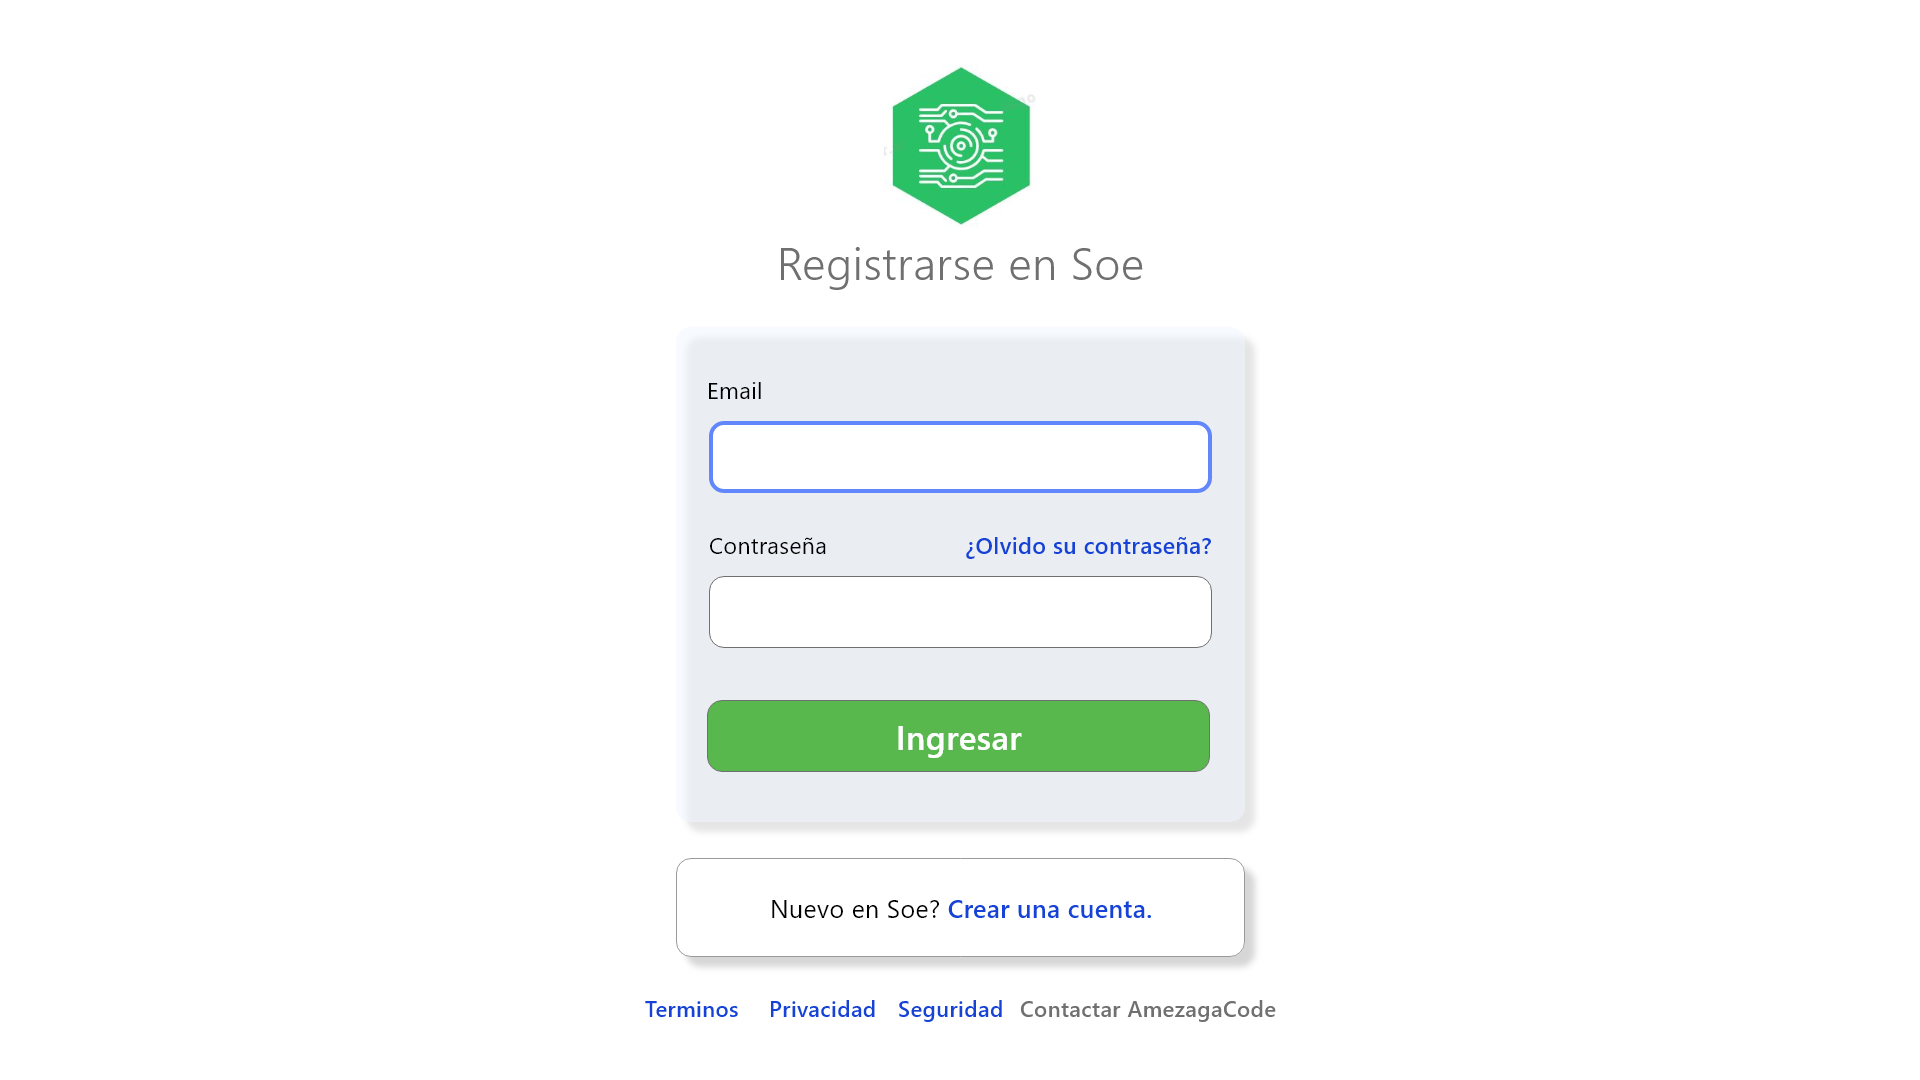 Registrarse en Soe
Email
Contraseña ¿Olvido su contraseña?
Ingresar
Nuevo en Soe? Crear una cuenta.
Terminos Privacidad Seguridad Contactar AmezagaCode